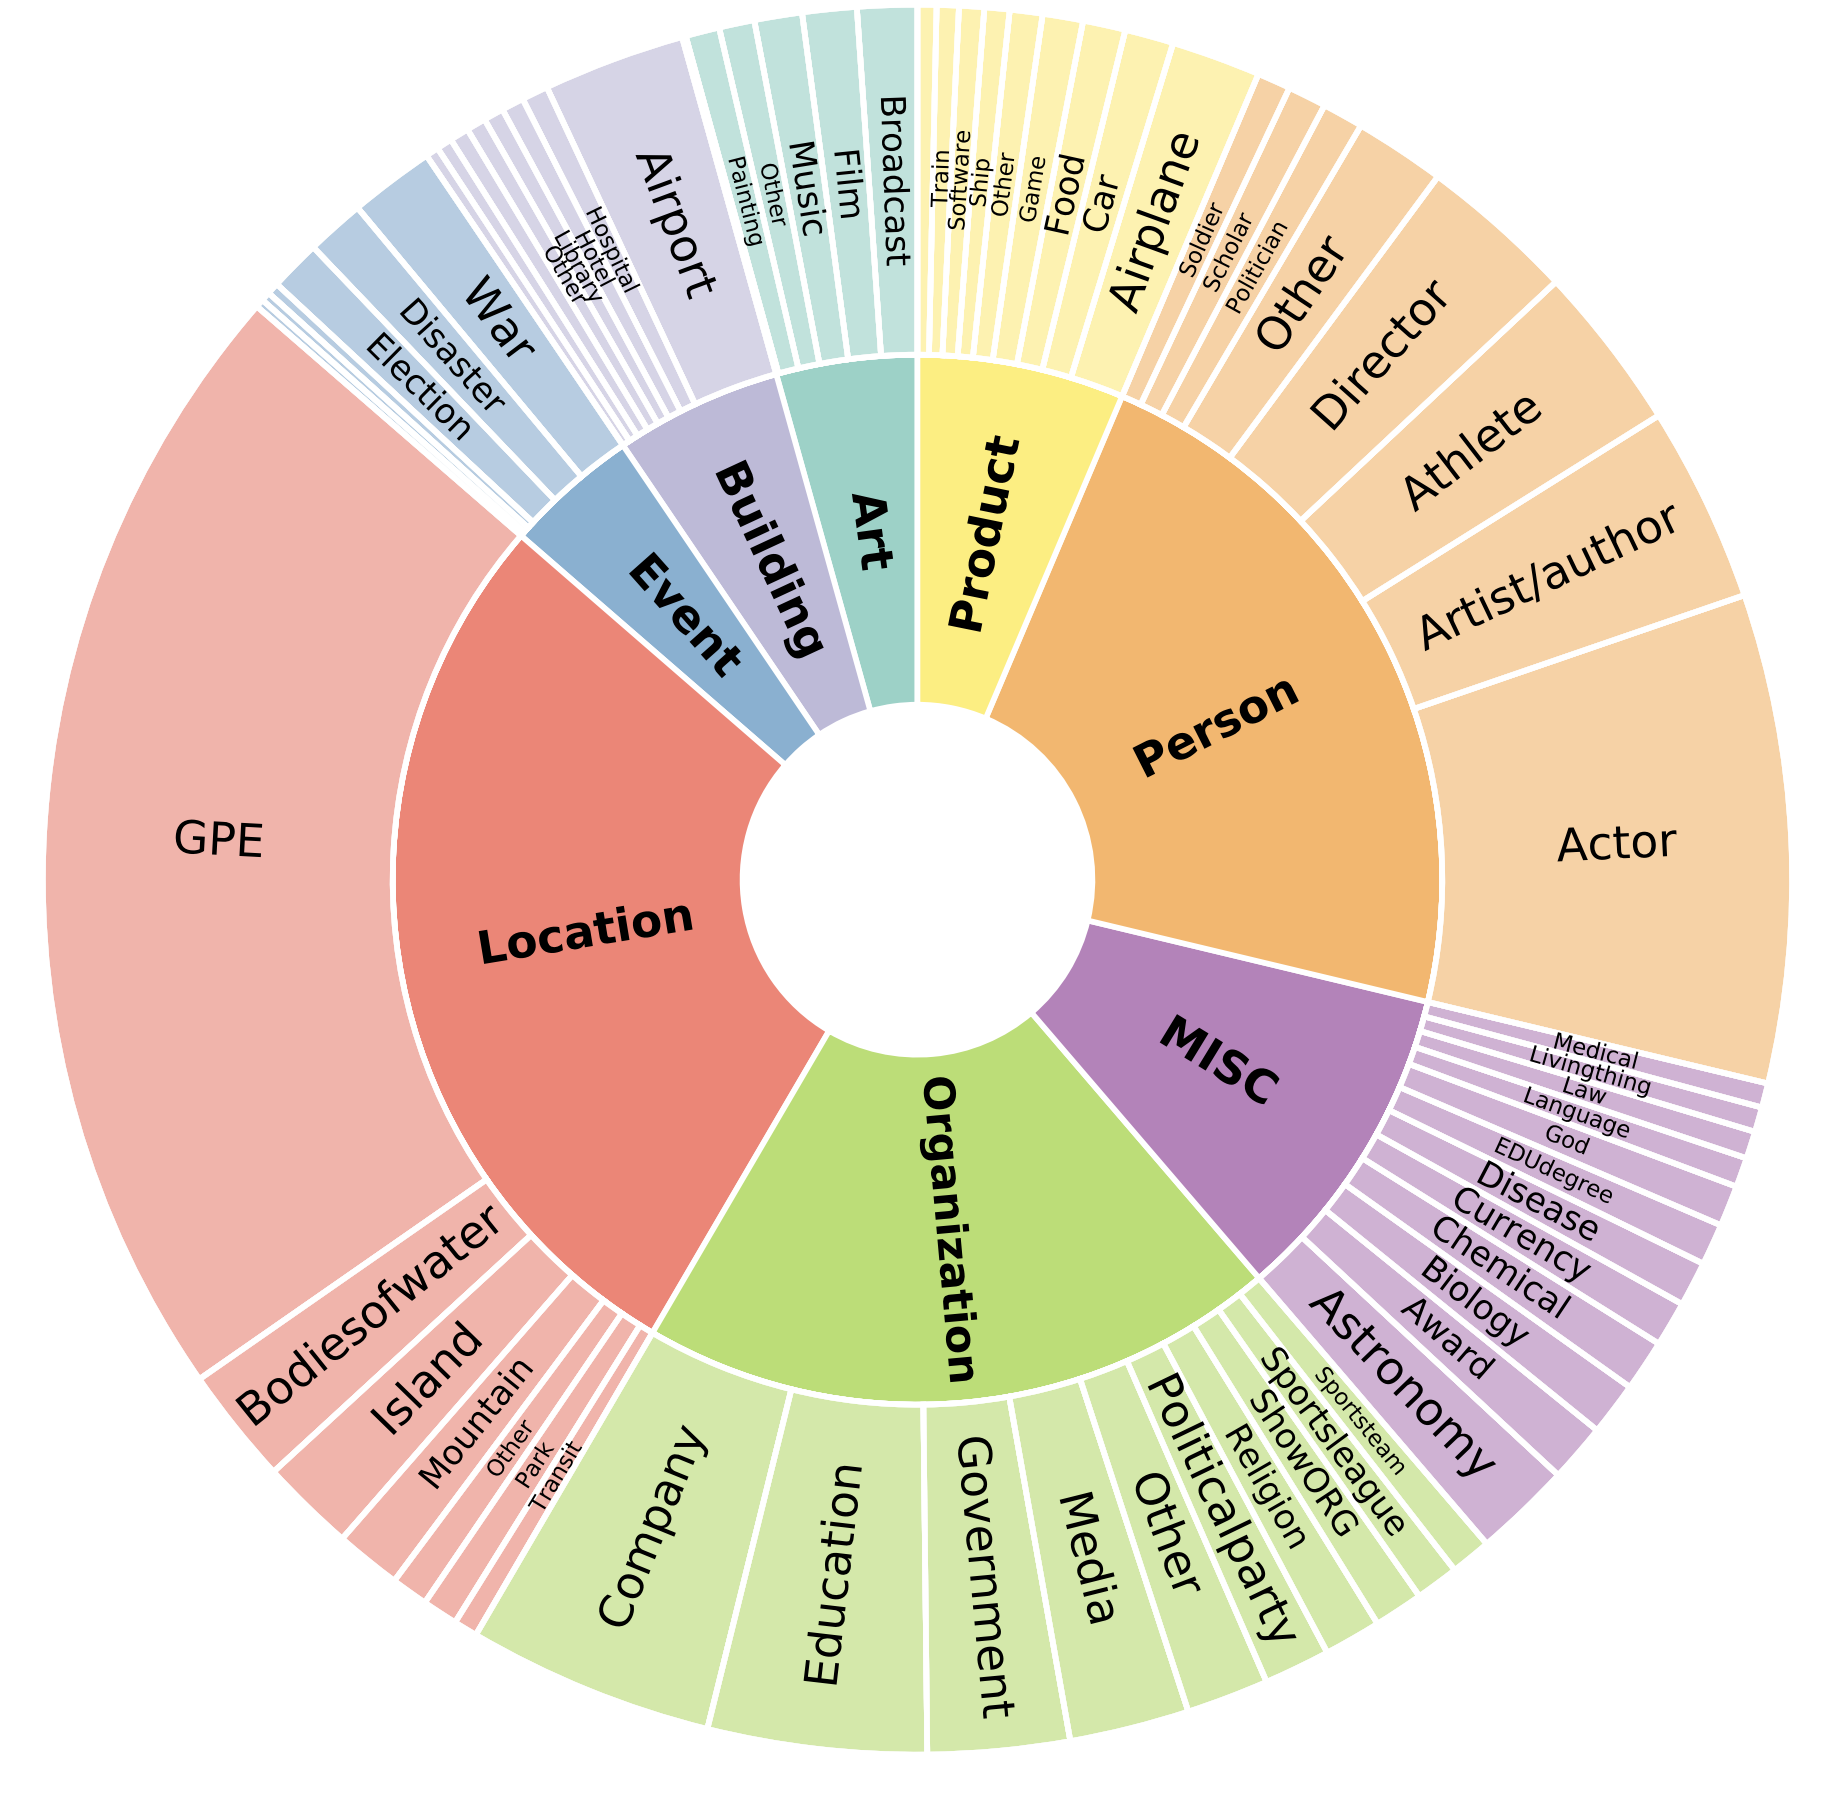 Product
Train
Software
Ship
Other
Game
Food
Car
Airplane
Person
Soldier
Scholar
Politician
Other
Director
Athlete
Artist/author
Actor
MISC
Medical
Livingthing
Law
Language
God
EDUdegree
Disease
Currency
Chemical
Biology
Award
Astronomy
Organization
Sportsteam
Sportsleague
ShowORG
Religion
Politicalparty
Other
Media
Government
Education
Company
Location
Transit
Park
Other
Mountain
Island
Bodiesofwater
GPE
Event
Election
Disaster
War
Building
Other
Library
Hotel
Hospital
Airport
Art
Painting
Other
Music
Film
Broadcast